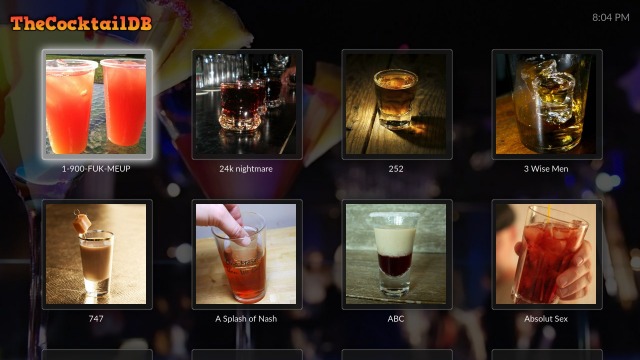 TheCocktailDB
8:04 PM
1-900-FUK-MEUP
24k nightmare
252
3 Wise Men
747
A Splash of Nash
ABC
Absolut Sex